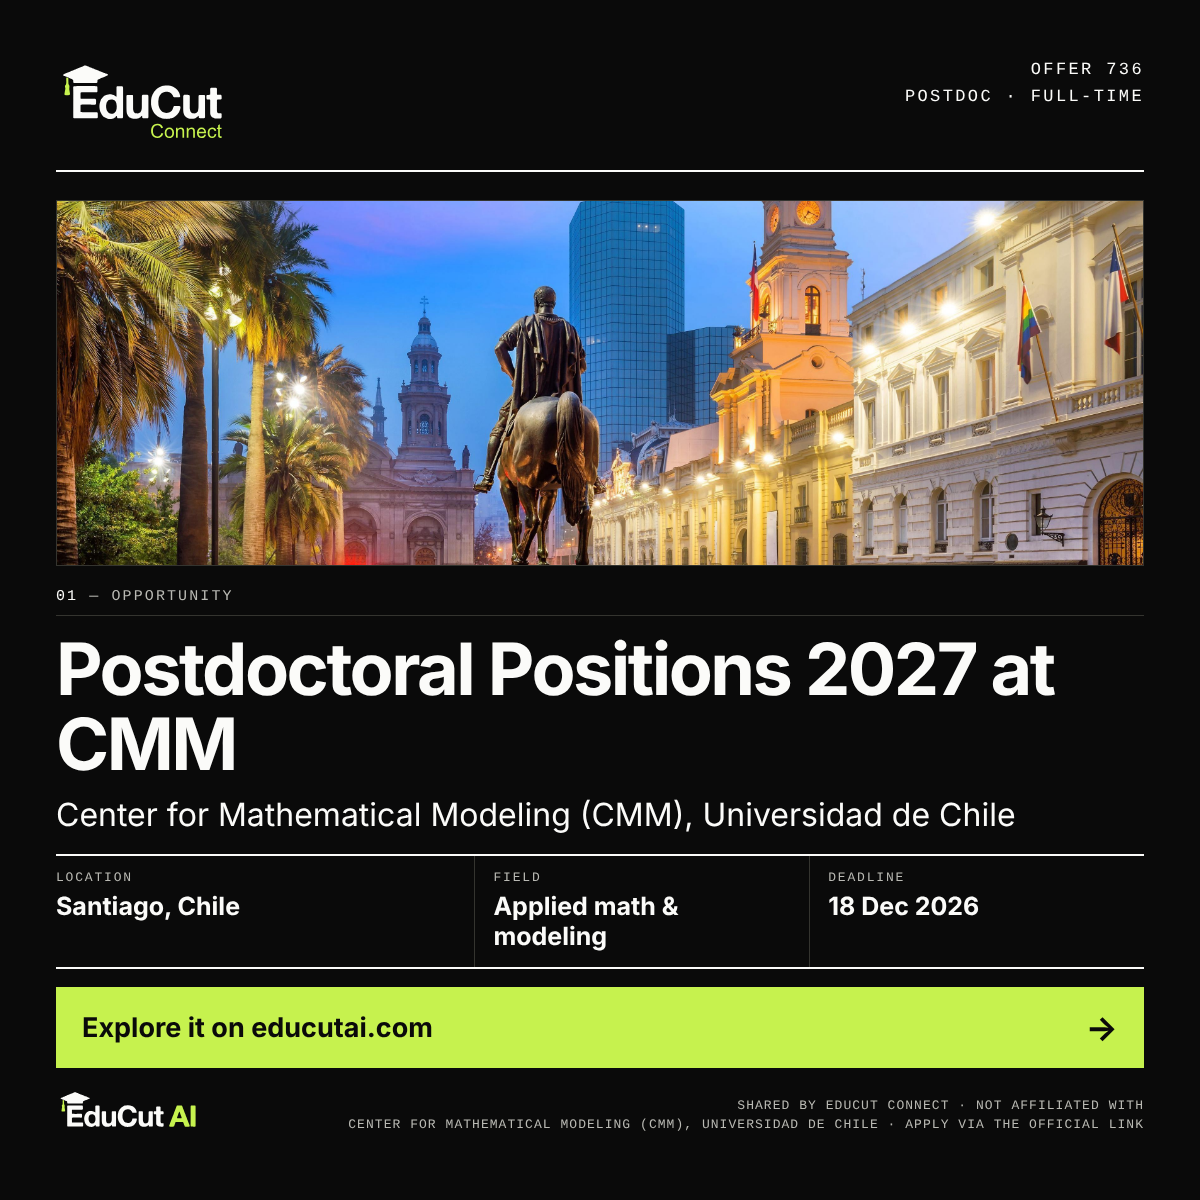 EduCut
Connect
OFFER 736
POSTDOC · FULL-TIME
01 — OPPORTUNITY
Postdoctoral Positions 2027 at
CMM
Center for Mathematical Modeling (CMM), Universidad de Chile
LOCATION
Santiago, Chile
FIELD
Applied math &
modeling
DEADLINE
18 Dec 2026
Explore it on educutai.com
→
EduCut AI
SHARED BY EDUCUT CONNECT · NOT AFFILIATED WITH
CENTER FOR MATHEMATICAL MODELING (CMM), UNIVERSIDAD DE CHILE · APPLY VIA THE OFFICIAL LINK